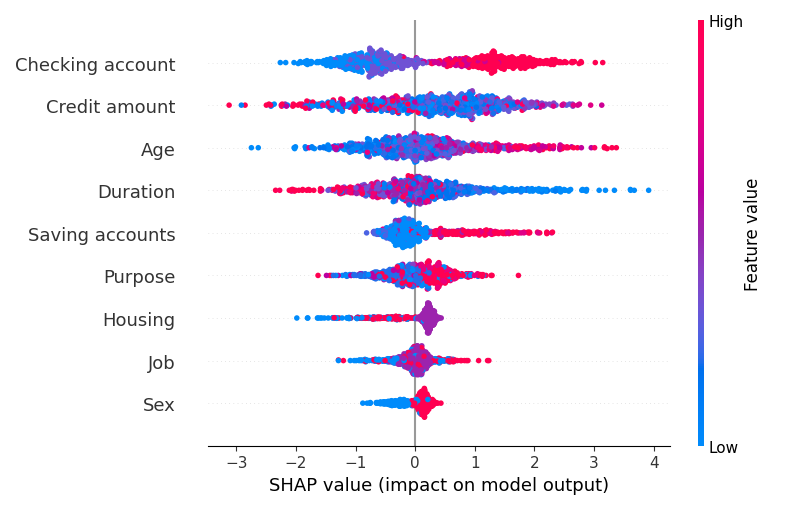 High
Checking account
Credit amount
Age
Duration
Saving accounts
Purpose
Housing
Job
Sex
Feature value
Low
−3 −2 −1 0 1 2 3 4
SHAP value (impact on model output)